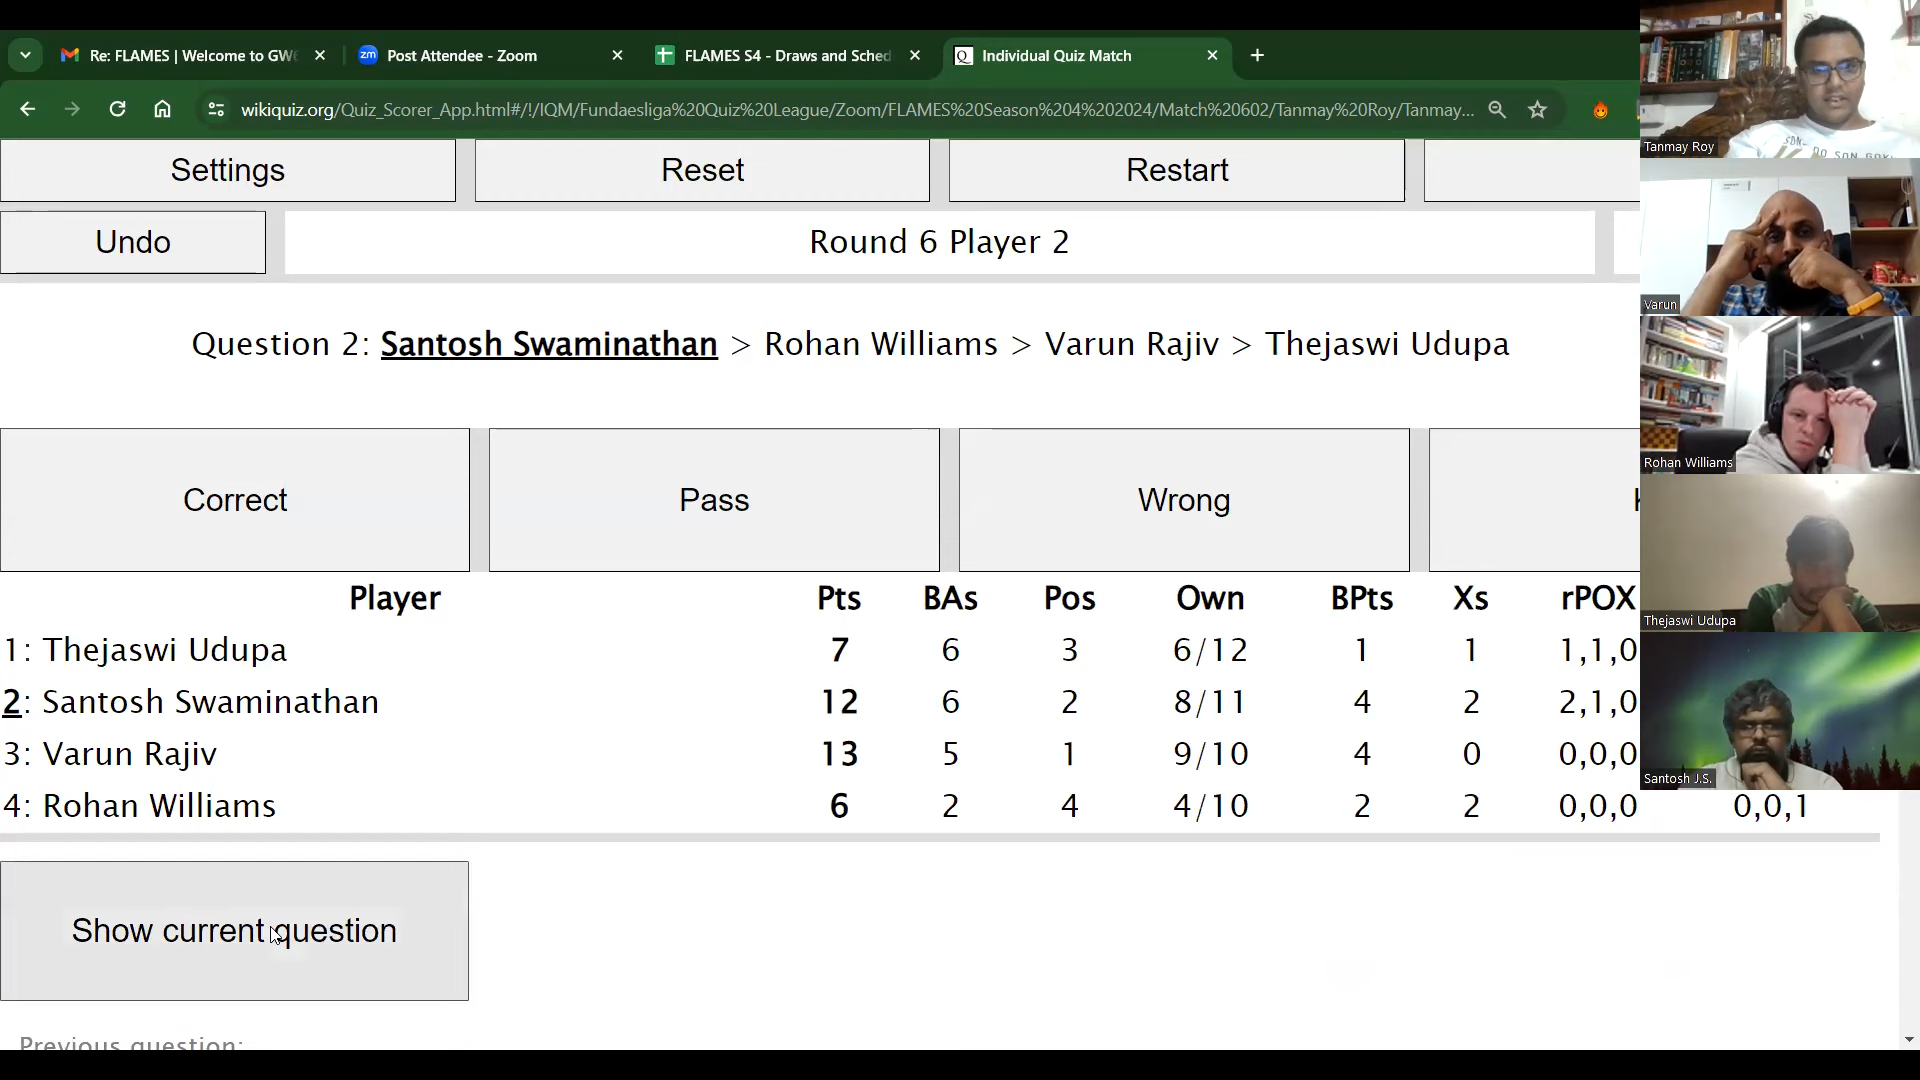 Re: FLAMES | Welcome to GW
Post Attendee - Zoom
FLAMES S4 - Draws and Sched
Individual Quiz Match
wikiquiz.org/Quiz_Scorer_App.html#/!/IQM/Fundaesliga%20Quiz%20League/Zoom/FLAMES%20Season%204%202024/Match%20602/Tanmay%20Roy/Tanmay...
Settings Reset Restart
Undo Round 6 Player 2
Question 2: Santosh Swaminathan > Rohan Williams > Varun Rajiv > Thejaswi Udupa
Correct Pass Wrong
Player Pts BAs Pos Own BPts Xs rPOX
1: Thejaswi Udupa 7 6 3 6/12 1 1 1,1,0
2: Santosh Swaminathan 12 6 2 8/11 4 2 2,1,0
3: Varun Rajiv 13 5 1 9/10 4 0 0,0,0
4: Rohan Williams 6 2 4 4/10 2 2 0,0,0 0,0,1
Show current question
Previous question:
Tanmay Roy
Varun
Rohan Williams
Thejaswi Udupa
Santosh J.S.